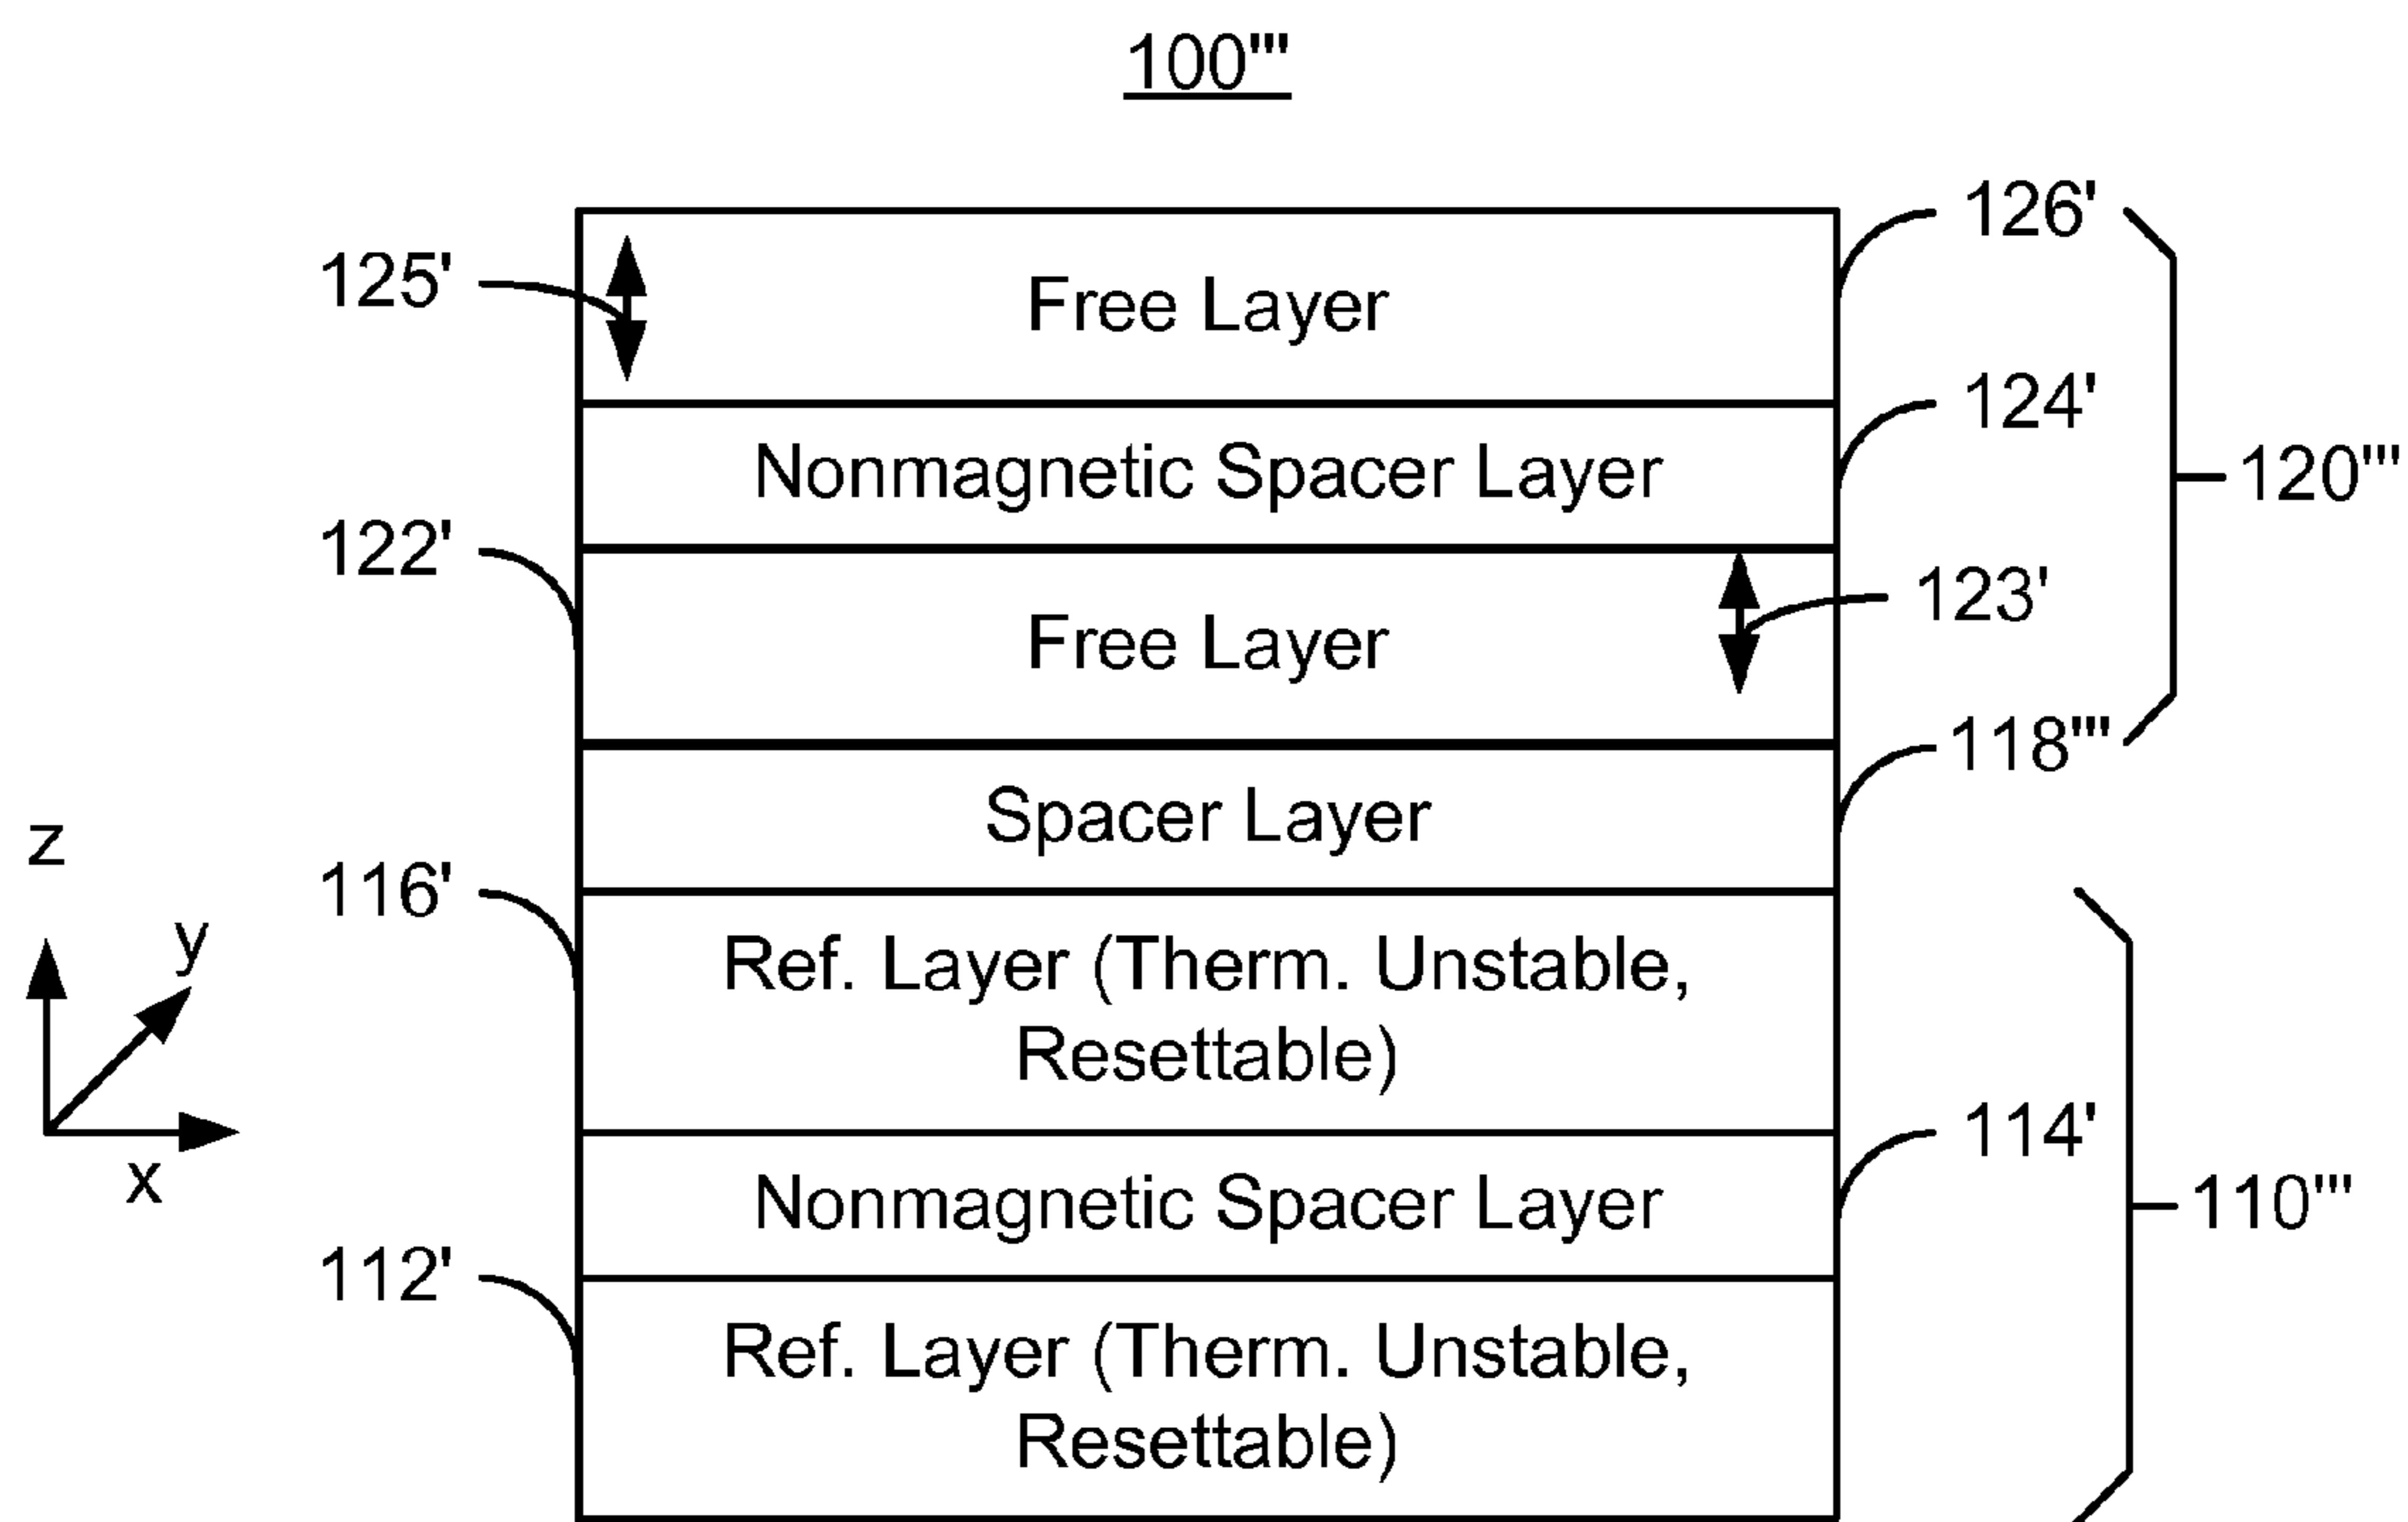 100'''
126'
125'
Free Layer
124'
Nonmagnetic Spacer Layer
120'''
122'
123'
Free Layer
118'''
Spacer Layer
z
116'
y
Ref. Layer (Therm. Unstable,
Resettable)
114'
x
Nonmagnetic Spacer Layer
110'''
112'
Ref. Layer (Therm. Unstable,
Resettable)